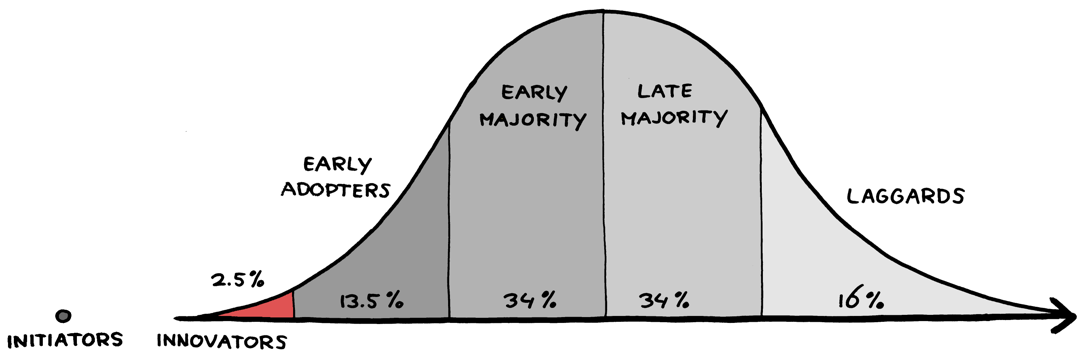 EARLY
MAJORITY
LATE
MAJORITY
EARLY
ADOPTERS
LAGGARDS
2.5%
13.5%
34%
34%
16%
INITIATORS
INNOVATORS